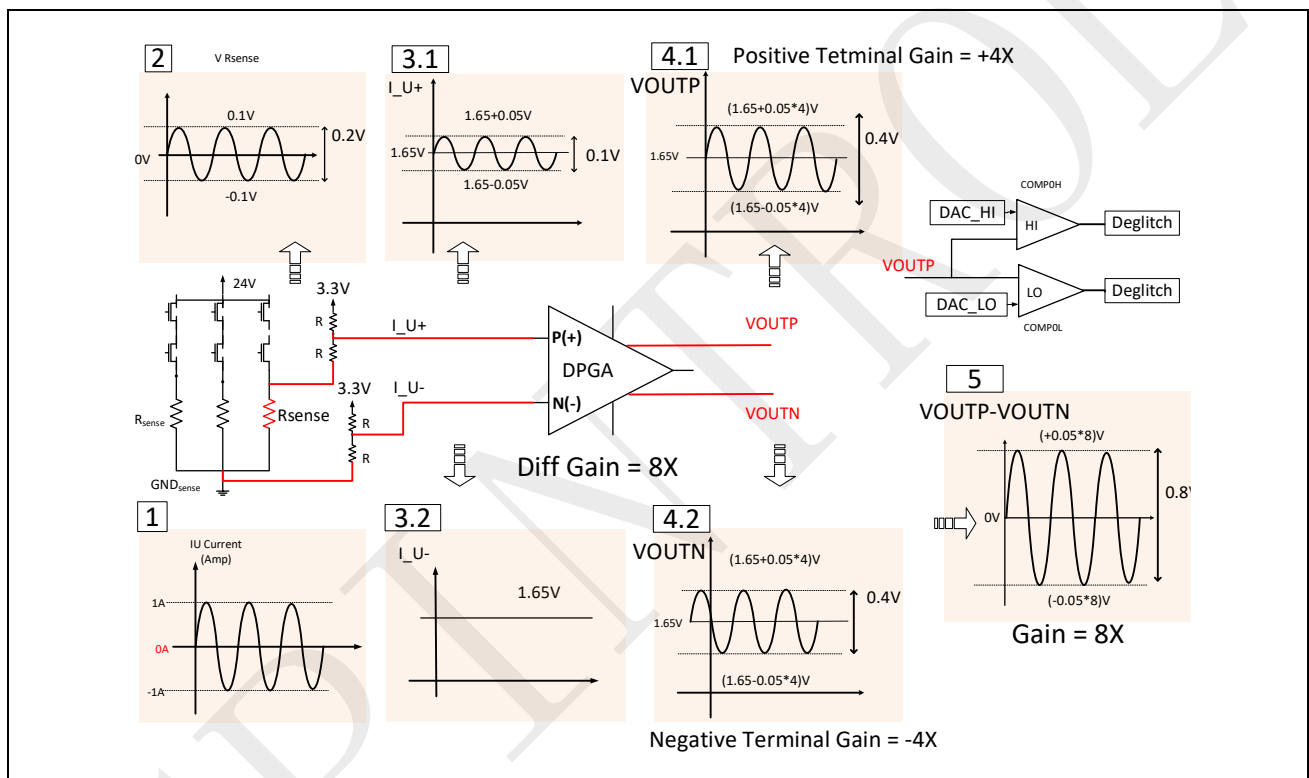 2
V Rsense
0.1V
0V
0.2V
-0.1V
3.1
I_U+
1.65+0.05V
1.65V
0.1V
1.65-0.05V
4.1
Positive Tetminal Gain = +4X
VOUTP
(1.65+0.05*4)V
1.65V
0.4V
(1.65-0.05*4)V
COMP0H
DAC_HI
HI
Deglitch
VOUTP
LO
Deglitch
DAC_LO
COMP0L
24V
3.3V
R
R
I_U+
P(+)
VOUTP
DPGA
3.3V
I_U-
N(-)
VOUTN
R
R
Rsense
Rsense
GNDsense
Diff Gain = 8X
5
VOUTP-VOUTN
(+0.05*8)V
0V
0.8V
(-0.05*8)V
Gain = 8X
1
IU Current
(Amp)
1A
0A
-1A
3.2
I_U-
1.65V
4.2
VOUTN
(1.65+0.05*4)V
1.65V
0.4V
(1.65-0.05*4)V
Negative Terminal Gain = -4X